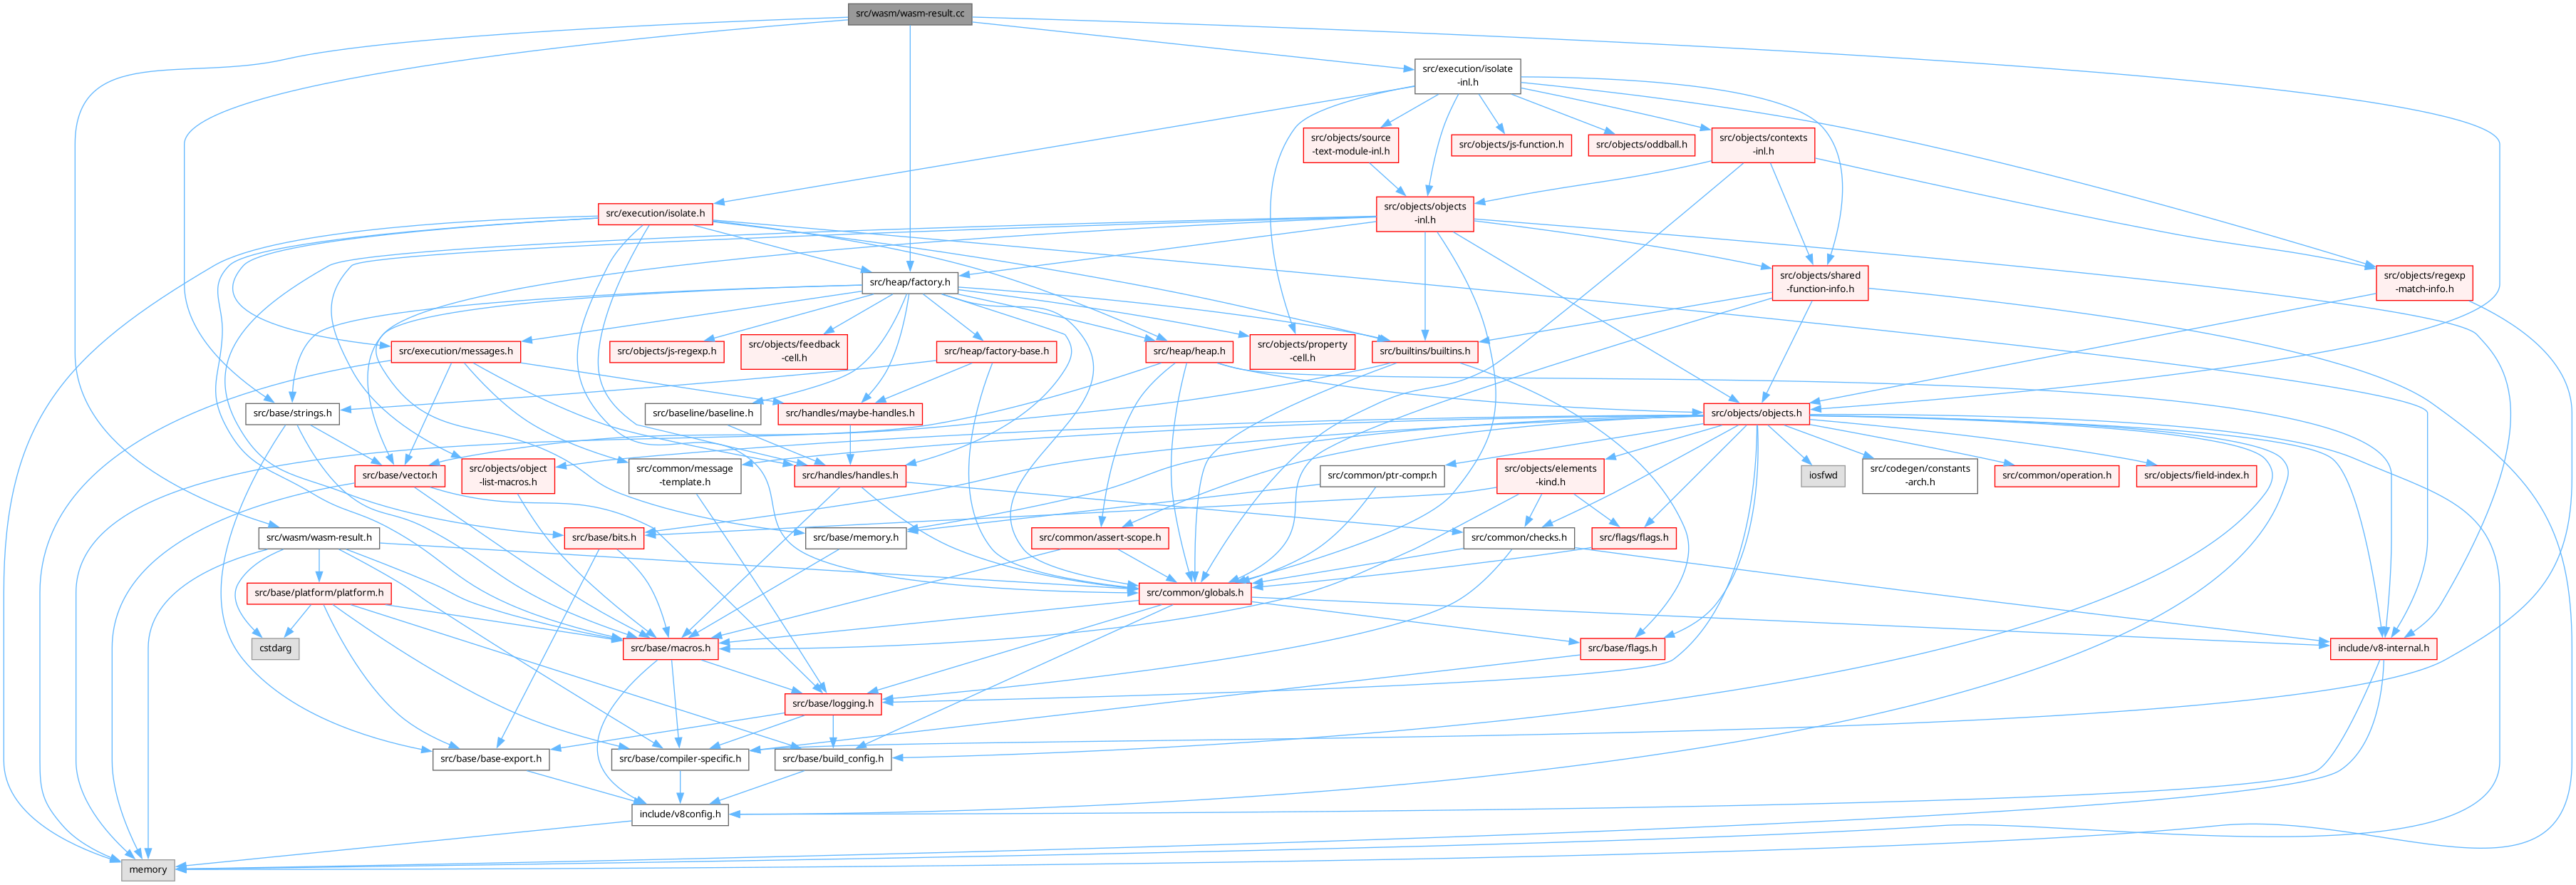 src/wasm/wasm-result.cc
src/execution/isolate
-inl.h
src/objects/source
-text-module-inl.h
src/objects/js-function.h
src/objects/oddball.h
src/objects/contexts
-inl.h
src/execution/isolate.h
src/objects/objects
-inl.h
src/heap/factory.h
src/objects/shared
-function-info.h
src/objects/regexp
-match-info.h
src/execution/messages.h
src/objects/js-regexp.h
src/objects/feedback
-cell.h
src/heap/factory-base.h
src/heap/heap.h
src/objects/property
-cell.h
src/builtins/builtins.h
src/base/strings.h
src/baseline/baseline.h
src/handles/maybe-handles.h
src/objects/objects.h
src/base/vector.h
src/objects/object
-list-macros.h
src/common/message
-template.h
src/handles/handles.h
src/common/ptr-compr.h
src/objects/elements
-kind.h
iosfwd
src/codegen/constants
-arch.h
src/common/operation.h
src/objects/field-index.h
src/wasm/wasm-result.h
src/base/bits.h
src/base/memory.h
src/common/assert-scope.h
src/common/checks.h
src/flags/flags.h
src/base/platform/platform.h
src/common/globals.h
cstdarg
src/base/macros.h
src/base/flags.h
include/v8-internal.h
src/base/logging.h
src/base/base-export.h
src/base/compiler-specific.h
src/base/build_config.h
include/v8config.h
memory